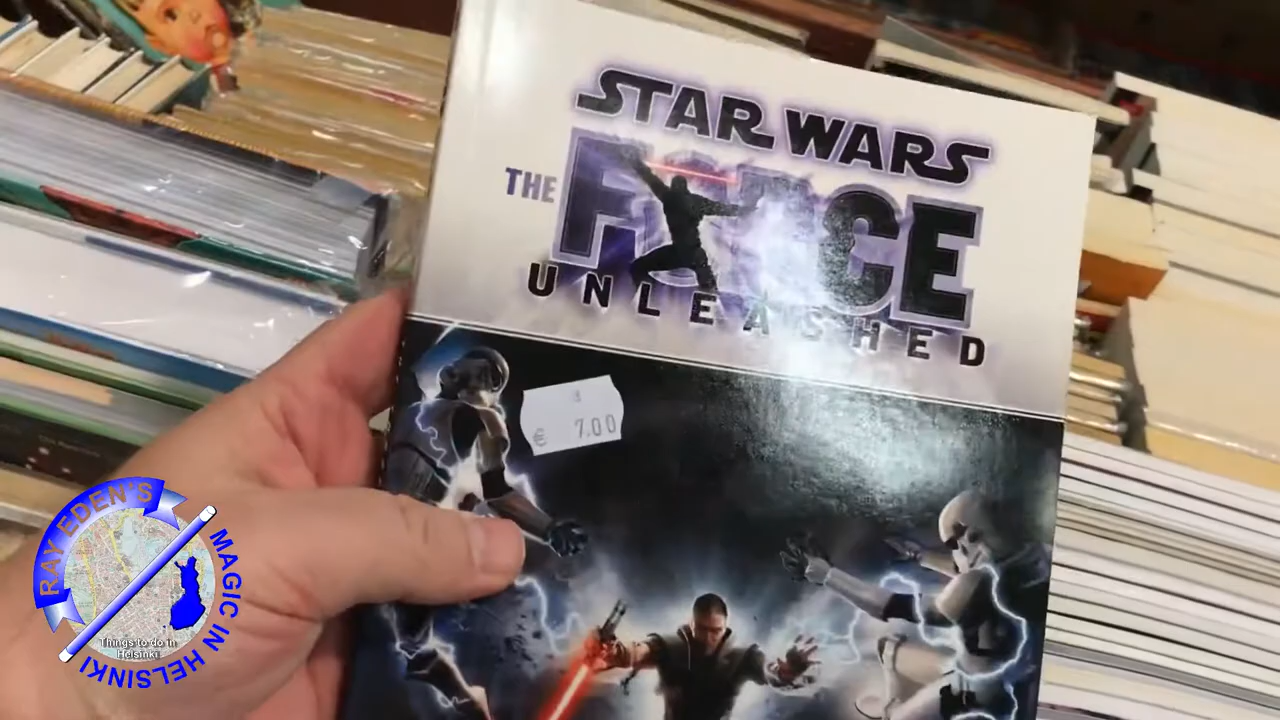 STAR WARS
THE FORCE
UNLEASHED
€ 7.00
RAY EDEN'S
MAGIC IN HELSINKI
Things to do in
Helsinki